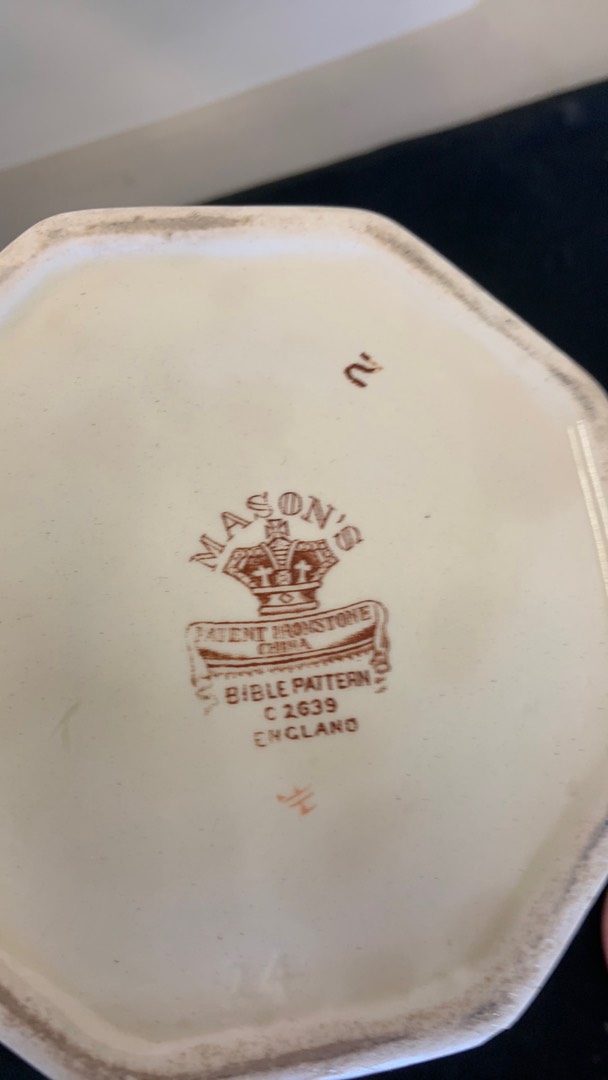 MASON'S
PATENT IRONSTONE
CHINA
BIBLE PATTERN
C 2639
ENGLAND